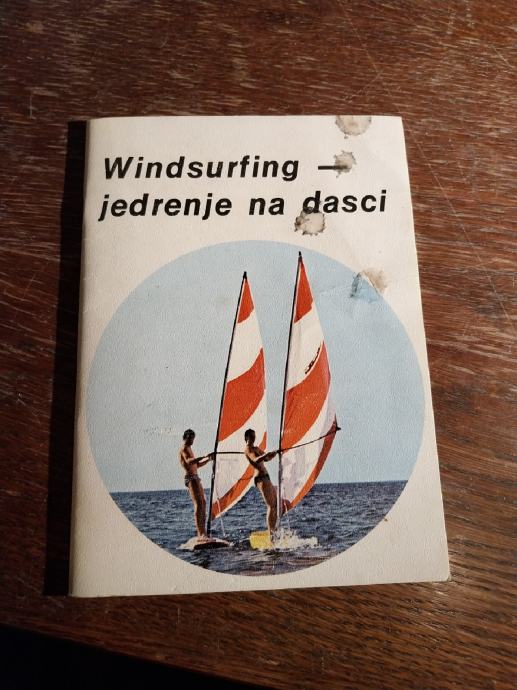 Windsurfing —
jedrenje na dasci